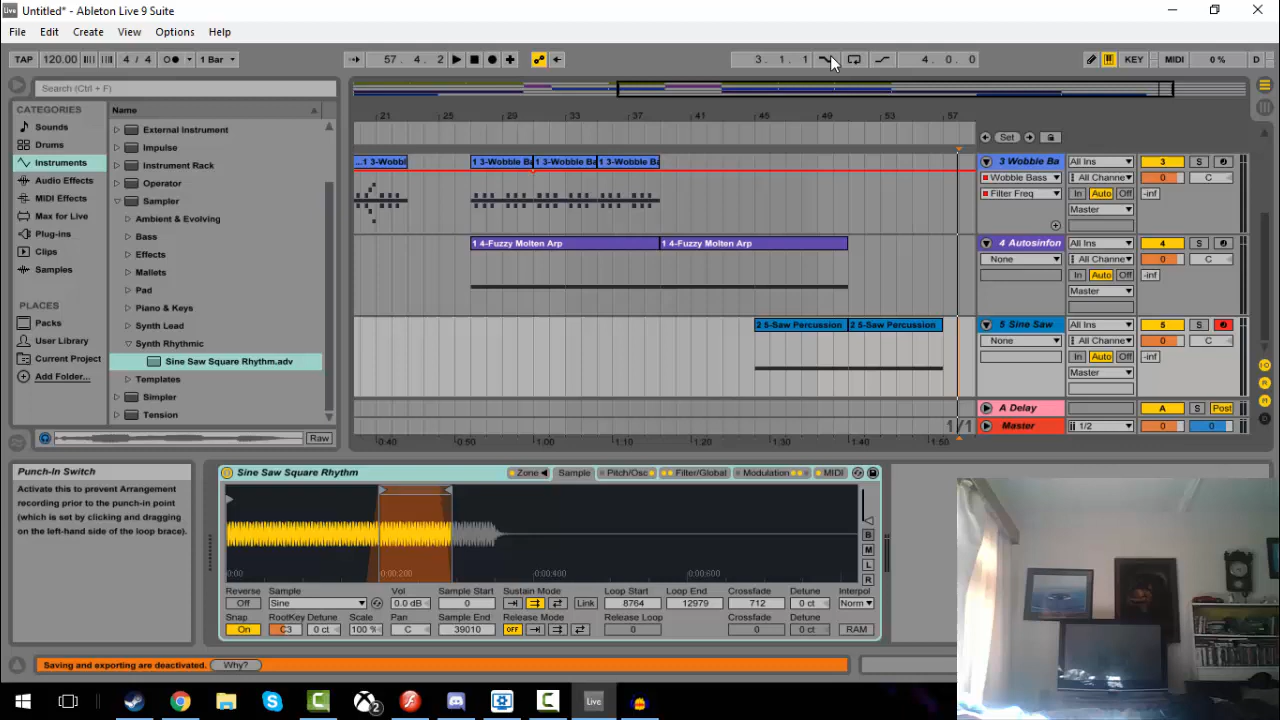 Live Untitled* - Ableton Live 9 Suite
File Edit Create View Options Help
TAP 120.00 4 / 4 1 Bar 57. 4. 2 3. 1. 1 4. 0. 0 KEY MIDI 0 % D
Search (Ctrl + F)
CATEGORIES
Sounds
Drums
Instruments
Audio Effects
MIDI Effects
Max for Live
Plug-ins
Clips
Samples
PLACES
Packs
User Library
Current Project
Add Folder...
Name
External Instrument
Impulse
Instrument Rack
Operator
Sampler
Ambient & Evolving
Bass
Effects
Mallets
Pad
Piano & Keys
Synth Lead
Synth Rhythmic
Sine Saw Square Rhythm.adv
Templates
Simpler
Tension
Raw
21 25 29 33 37 41 45 49 53 57
Set
...1 3-Wobbl 1 3-Wobble Ba 1 3-Wobble Ba 1 3-Wobble Ba
3 Wobble Ba All Ins 3 S
Wobble Bass All Channe 0 C
Filter Freq In Auto Off -inf
Master
1 4-Fuzzy Molten Arp 1 4-Fuzzy Molten Arp
4 Autosinfon All Ins 4 S
None All Channe 0 C
In Auto Off -inf
Master
2 5-Saw Percussion 2 5-Saw Percussion
5 Sine Saw All Ins 5 S
None All Channe 0 C
In Auto Off -inf
Master
A Delay A S Post
1/1 Master 1/2 0 0
0:40 0:50 1:00 1:10 1:20 1:30 1:40 1:50
Punch-In Switch
Activate this to prevent Arrangement
recording prior to the punch-in point
(which is set by clicking and dragging
on the left-hand side of the loop brace).
Sine Saw Square Rhythm Zone Sample Pitch/Osc Filter/Global Modulation MIDI
0:00 0:00:200 0:00:400 0:00:600
B
M
L
R
Reverse Sample Vol Sample Start Sustain Mode Loop Start Loop End Crossfade Detune Interpol
Off Sine 0.0 dB 0 Link 8764 12979 712 0 ct Norm
Snap RootKey Detune Scale Pan Sample End Release Mode Release Loop Crossfade Detune
On C3 0 ct 100 % C 39010 OFF 0 0 0 ct RAM
Saving and exporting are deactivated. Why?
2 Live